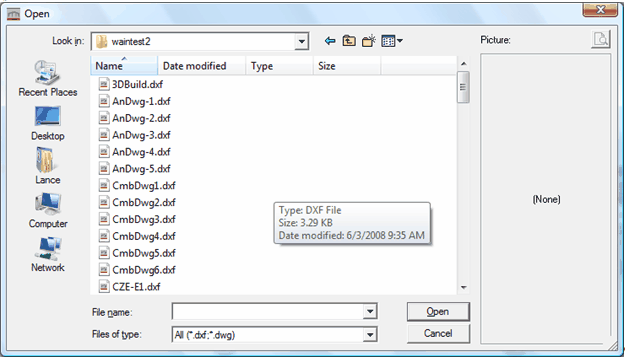 Open
Look in: waintest2 Picture:
Name Date modified Type Size
Recent Places
Desktop
Lance
Computer
Network
3DBuild.dxf
AnDwg-1.dxf
AnDwg-2.dxf
AnDwg-3.dxf
AnDwg-4.dxf
AnDwg-5.dxf
CmbDwg1.dxf
CmbDwg2.dxf
CmbDwg3.dxf
CmbDwg4.dxf
CmbDwg5.dxf
CmbDwg6.dxf
CZE-E1.dxf
Type: DXF File
Size: 3.29 KB
Date modified: 6/3/2008 9:35 AM
(None)
File name: Open
Files of type: All (*.dxf;*.dwg) Cancel